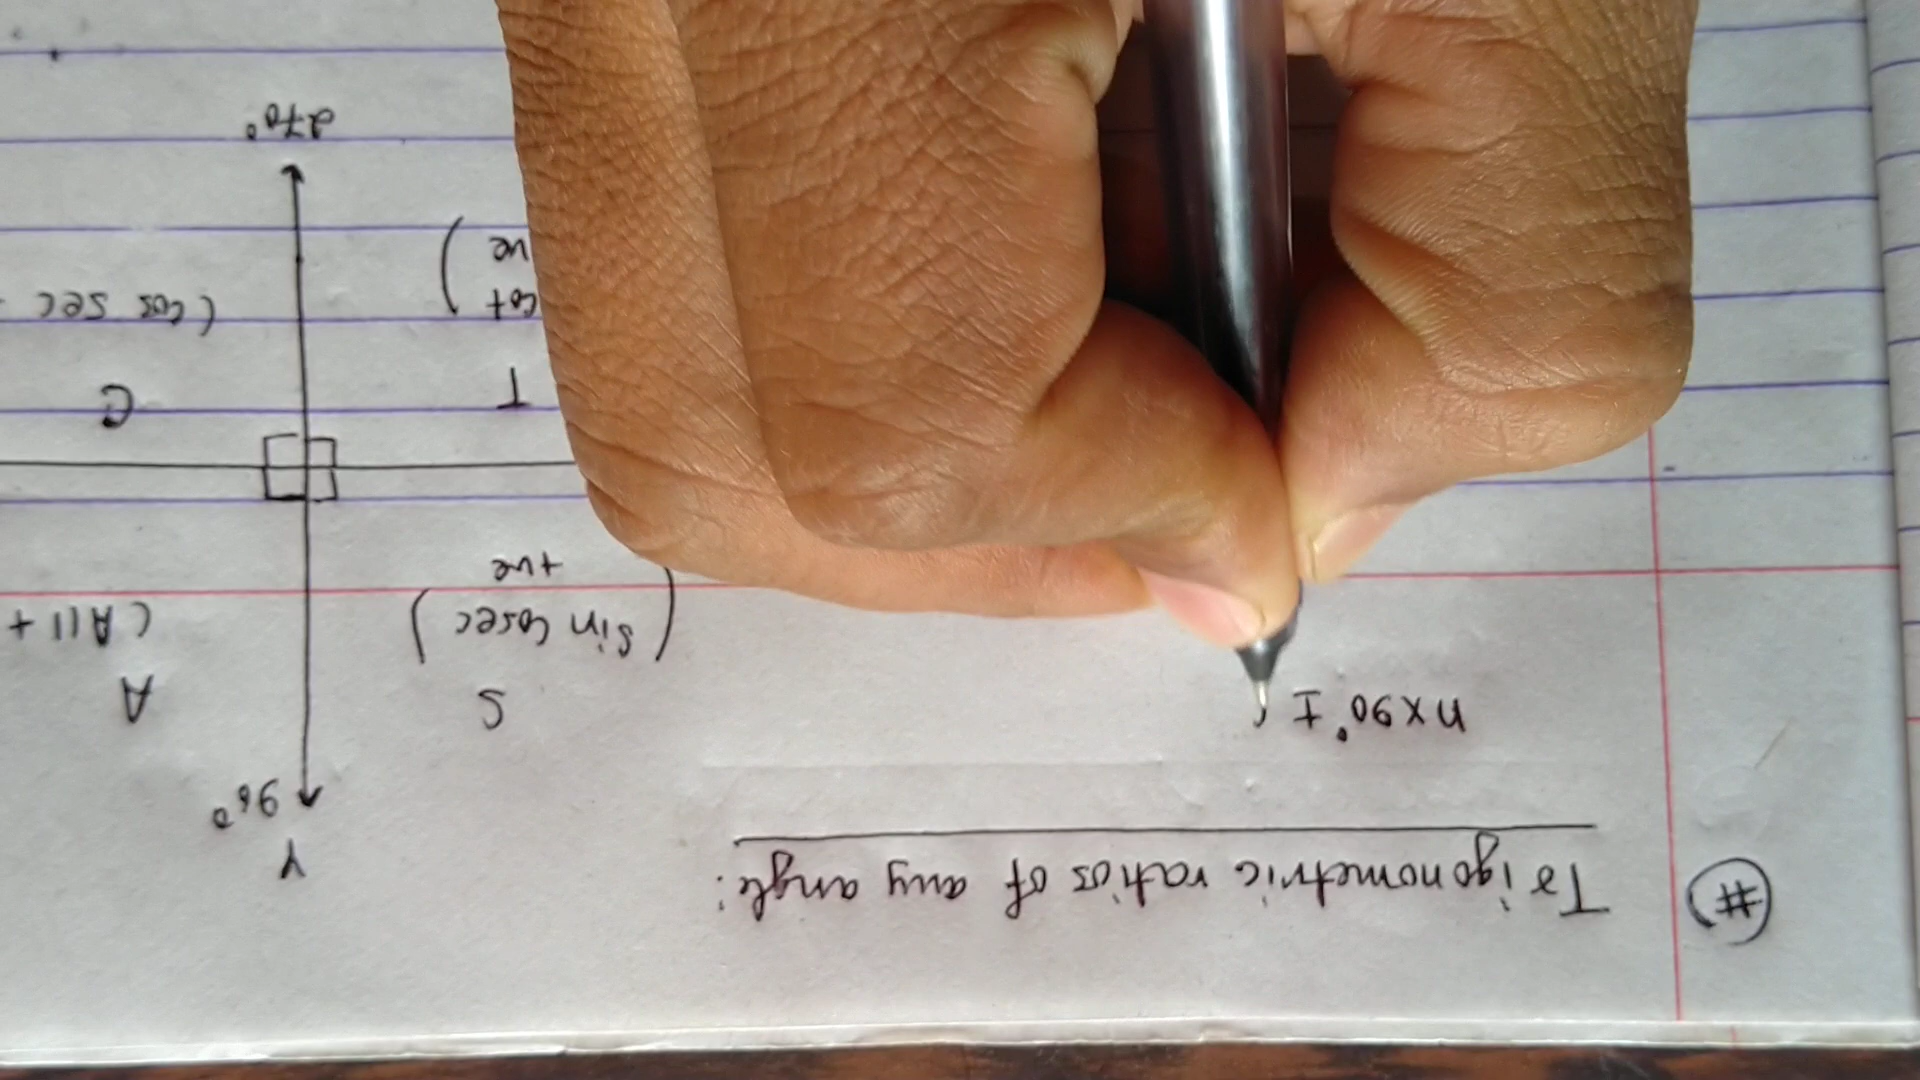 (#) Trigonometric ratios of any angle:
n×90° ±
Y
90°
S
A
(sin cosec)
+ve
(All +
T
C
cot
ve)
(cos sec
270°